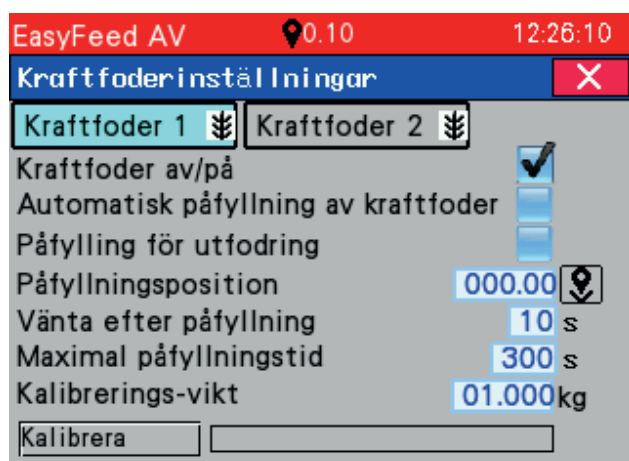 EasyFeed AV 0.10 12:26:10
Kraftfoderinställningar
Kraftfoder 1 Kraftfoder 2
Kraftfoder av/på
Automatisk påfyllning av kraftfoder
Påfylling för utfodring
Påfyllningsposition 000.00
Vänta efter påfyllning 10 s
Maximal påfyllningstid 300 s
Kalibrerings-vikt 01.000 kg
Kalibrera